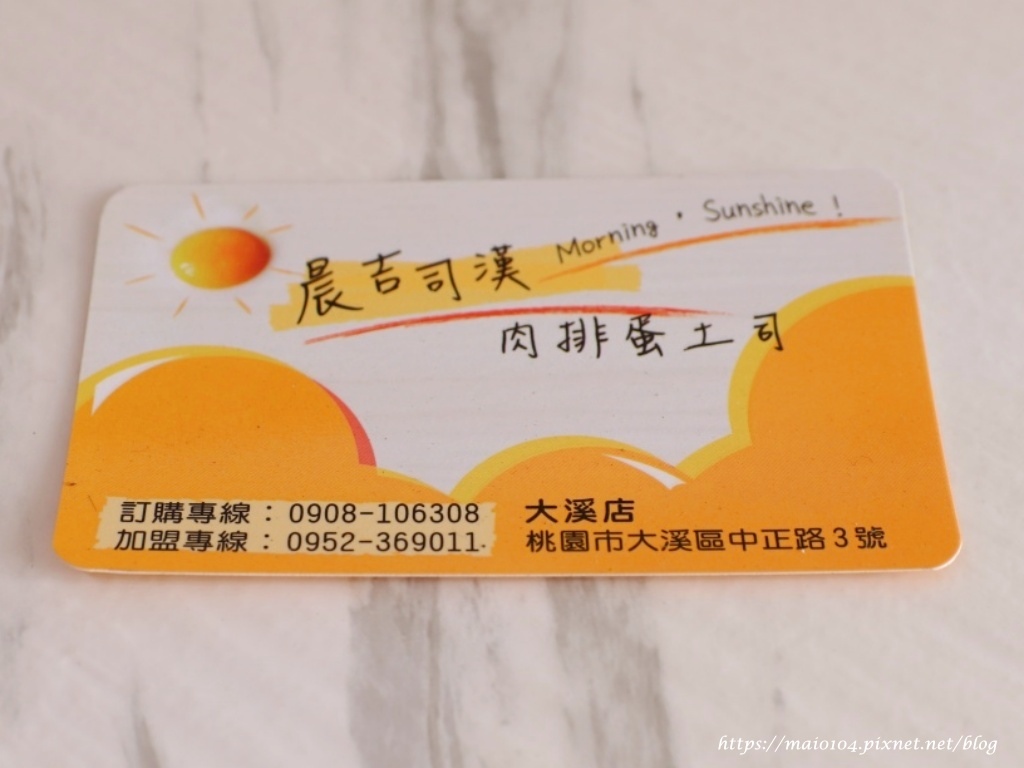 晨吉司漢 Morning,Sunshine!
肉排蛋土司
訂購專線:0908-106308
加盟專線:0952-369011
大溪店
桃園市大溪區中正路3號
https://maio104.pixnet.net/blog